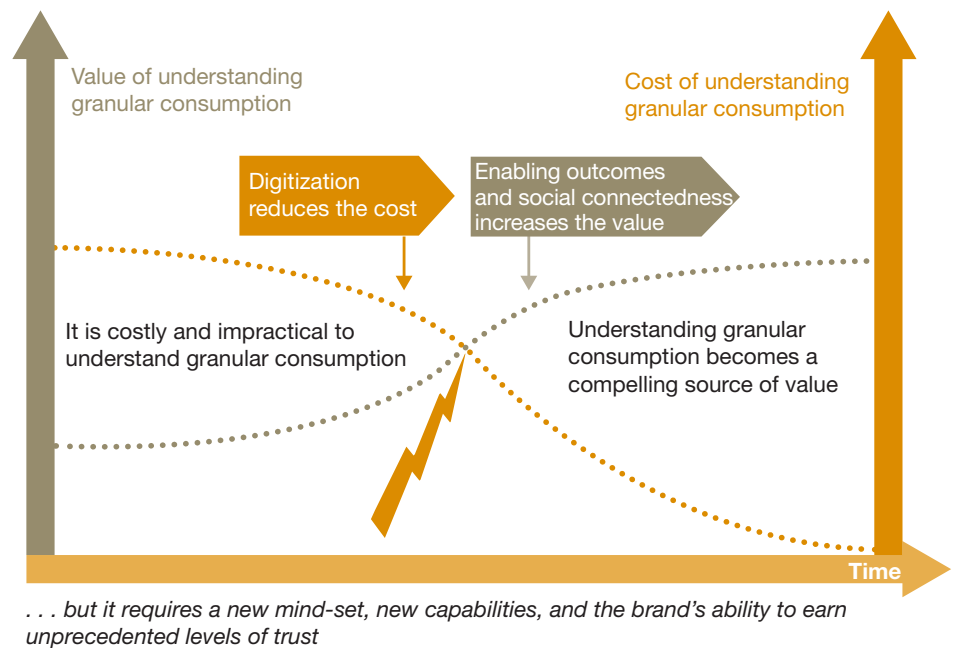 Value of understanding
granular consumption
Cost of understanding
granular consumption
Digitization
reduces the cost
Enabling outcomes
and social connectedness
increases the value
It is costly and impractical to
understand granular consumption
Understanding granular
consumption becomes a
compelling source of value
Time
. . . but it requires a new mind-set, new capabilities, and the brand’s ability to earn
unprecedented levels of trust